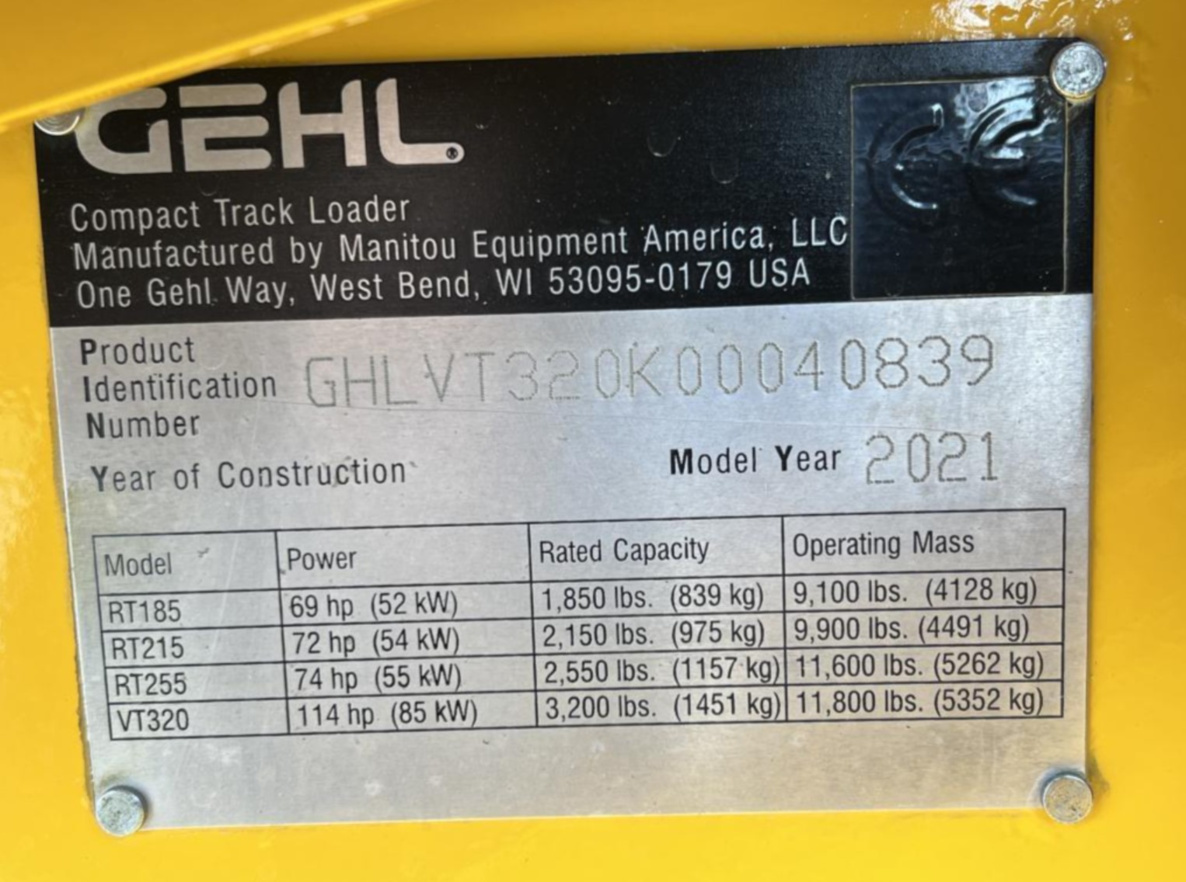 GEHL®
Compact Track Loader
Manufactured by Manitou Equipment America, LLC
One Gehl Way, West Bend, WI 53095-0179 USA
CE
Product
Identification GHLVT320K00040839
Number
Year of Construction Model Year 2021
Model Power Rated Capacity Operating Mass
RT185 69 hp (52 kW) 1,850 lbs. (839 kg) 9,100 lbs. (4128 kg)
RT215 72 hp (54 kW) 2,150 lbs. (975 kg) 9,900 lbs. (4491 kg)
RT255 74 hp (55 kW) 2,550 lbs. (1157 kg) 11,600 lbs. (5262 kg)
VT320 114 hp (85 kW) 3,200 lbs. (1451 kg) 11,800 lbs. (5352 kg)